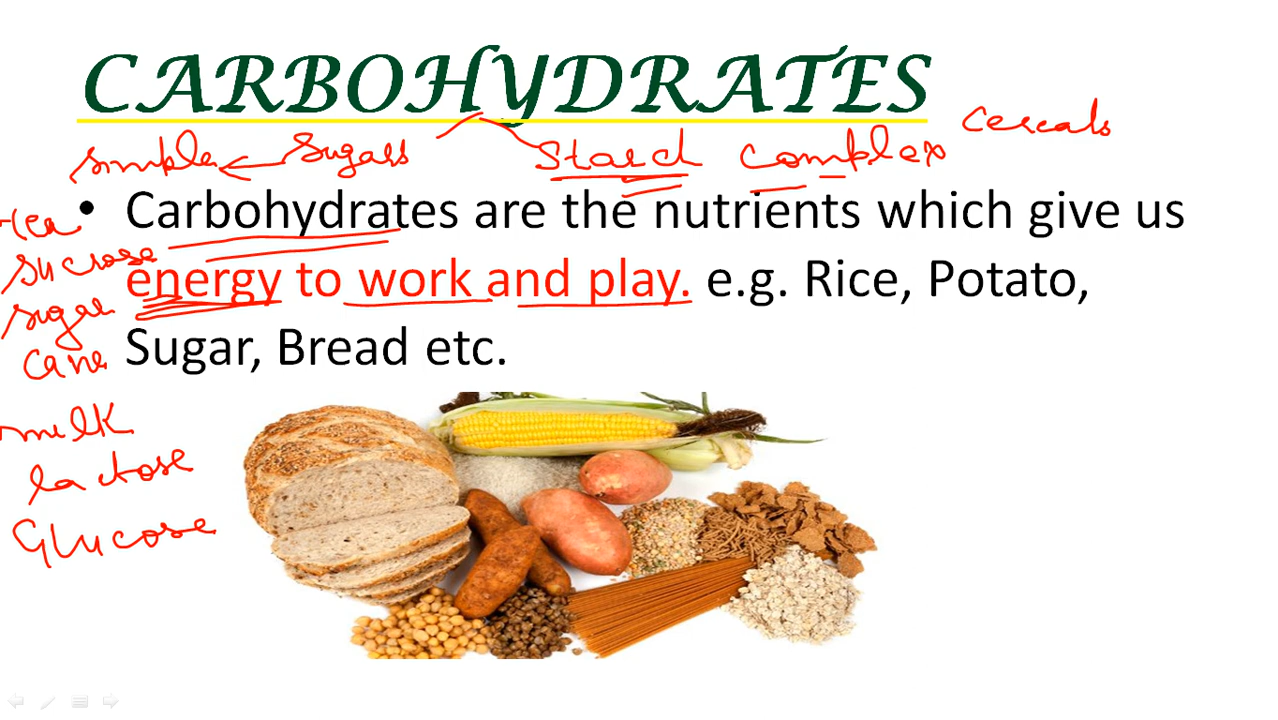 CARBOHYDRATES
cereals
simple ← sugars starch complex
• Carbohydrates are the nutrients which give us
energy to work and play. e.g. Rice, Potato,
Sugar, Bread etc.
sucrose
sugar
cane
milk
lactose
Glucose